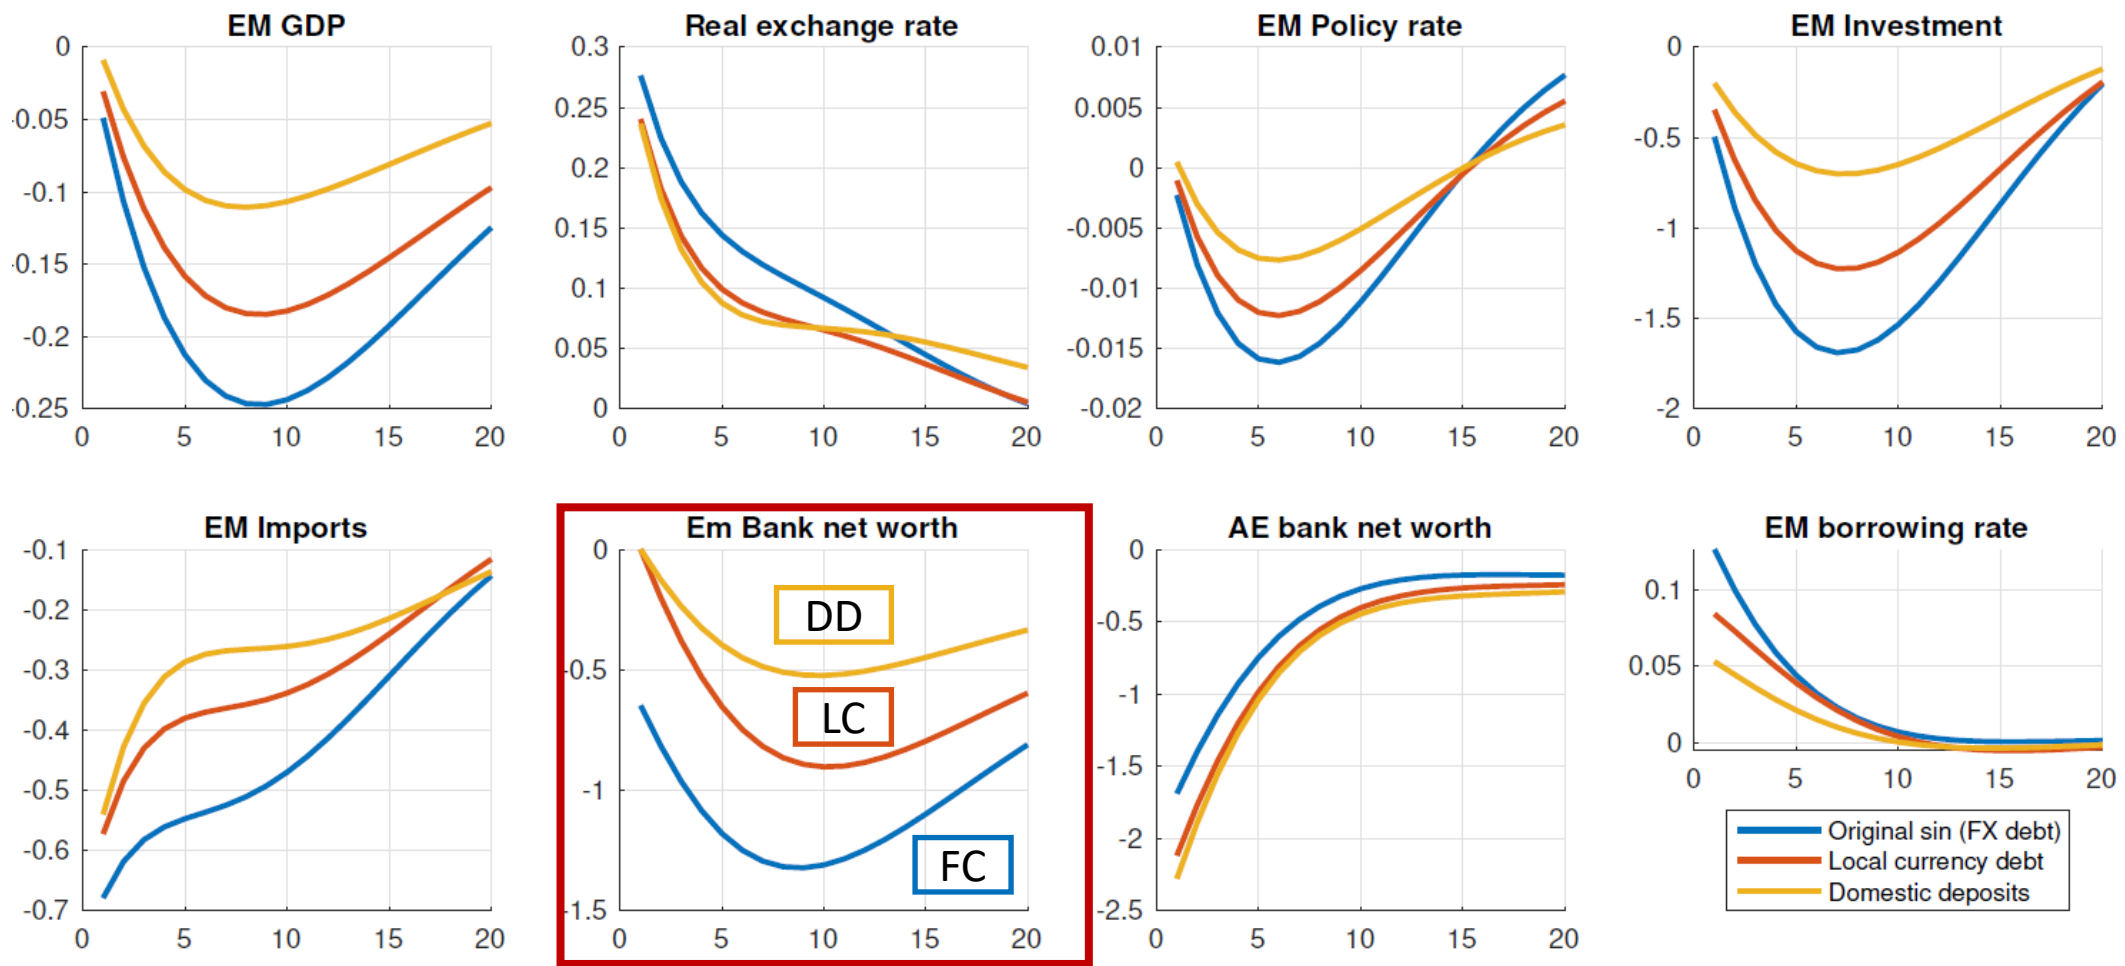 EM GDP
0
-0.05
-0.1
-0.15
-0.2
-0.25
0 5 10 15 20
Real exchange rate
0.3
0.25
0.2
0.15
0.1
0.05
0
0 5 10 15 20
EM Policy rate
0.01
0.005
0
-0.005
-0.01
-0.015
-0.02
0 5 10 15 20
EM Investment
0
-0.5
-1
-1.5
-2
0 5 10 15 20
EM Imports
-0.1
-0.2
-0.3
-0.4
-0.5
-0.6
-0.7
0 5 10 15 20
Em Bank net worth
0
-0.5
-1
-1.5
0 5 10 15 20
DD
LC
FC
AE bank net worth
0
-0.5
-1
-1.5
-2
-2.5
0 5 10 15 20
EM borrowing rate
0.1
0.05
0
0 5 10 15 20
Original sin (FX debt)
Local currency debt
Domestic deposits